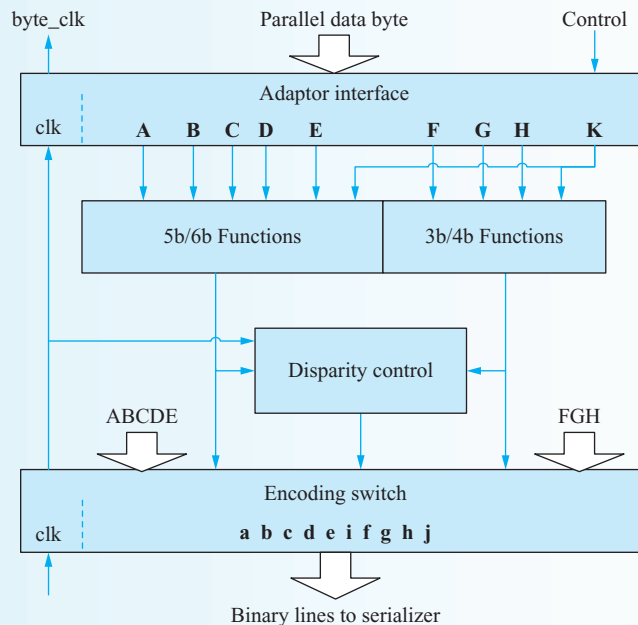 byte_clk Parallel data byte Control
Adaptor interface
clk A B C D E F G H K
5b/6b Functions 3b/4b Functions
Disparity control
ABCDE FGH
Encoding switch
clk a b c d e i f g h j
Binary lines to serializer